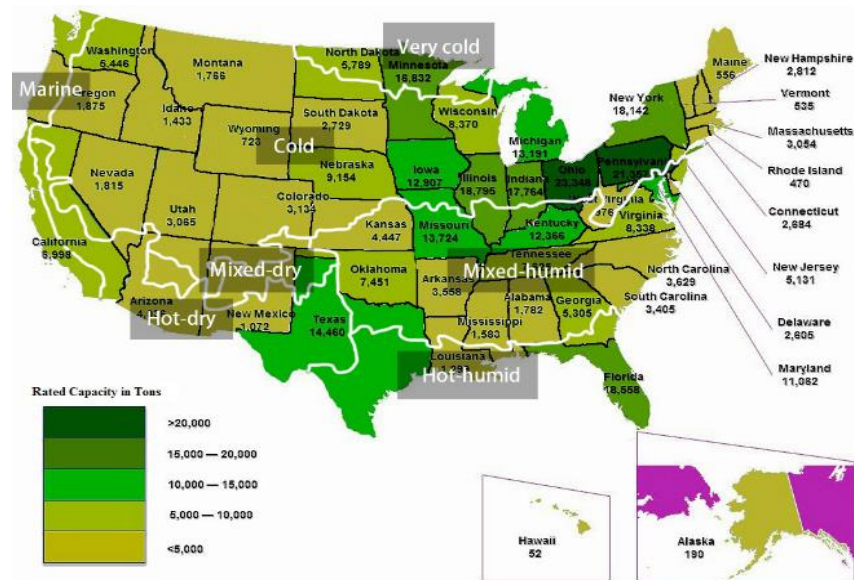 Very cold
Washington
5,446
Montana
1,766
North Dakota
5,789
Minnesota
16,832
Maine
556
New Hampshire
2,812
Marine
Oregon
1,875
Idaho
1,433
Wyoming
723
South Dakota
2,729
Wisconsin
8,370
New York
18,142
Vermont
535
Michigan
13,191
Massachusetts
3,054
Cold
Nevada
1,815
Nebraska
9,154
Iowa
12,907
Illinois
18,795
Indiana
17,764
Ohio
Pennsylvania
Rhode Island
470
Utah
3,065
Colorado
3,134
Kansas
4,447
Missouri
13,724
Kentucky
12,366
Virginia
Virginia
8,338
Connecticut
2,684
California
New Jersey
5,131
Mixed-dry
Mixed-humid
Tennessee
Oklahoma
7,451
Arkansas
3,558
North Carolina
3,629
South Carolina
3,405
Delaware
2,605
Arizona
Hot-dry
New Mexico
1,072
Texas
14,460
Mississippi
1,583
Alabama
1,782
Georgia
5,305
Maryland
11,082
Louisiana
Hot-humid
Florida
18,558
Rated Capacity in Tons
>20,000
15,000 — 20,000
10,000 — 15,000
5,000 — 10,000
<5,000
Hawaii
52
Alaska
190